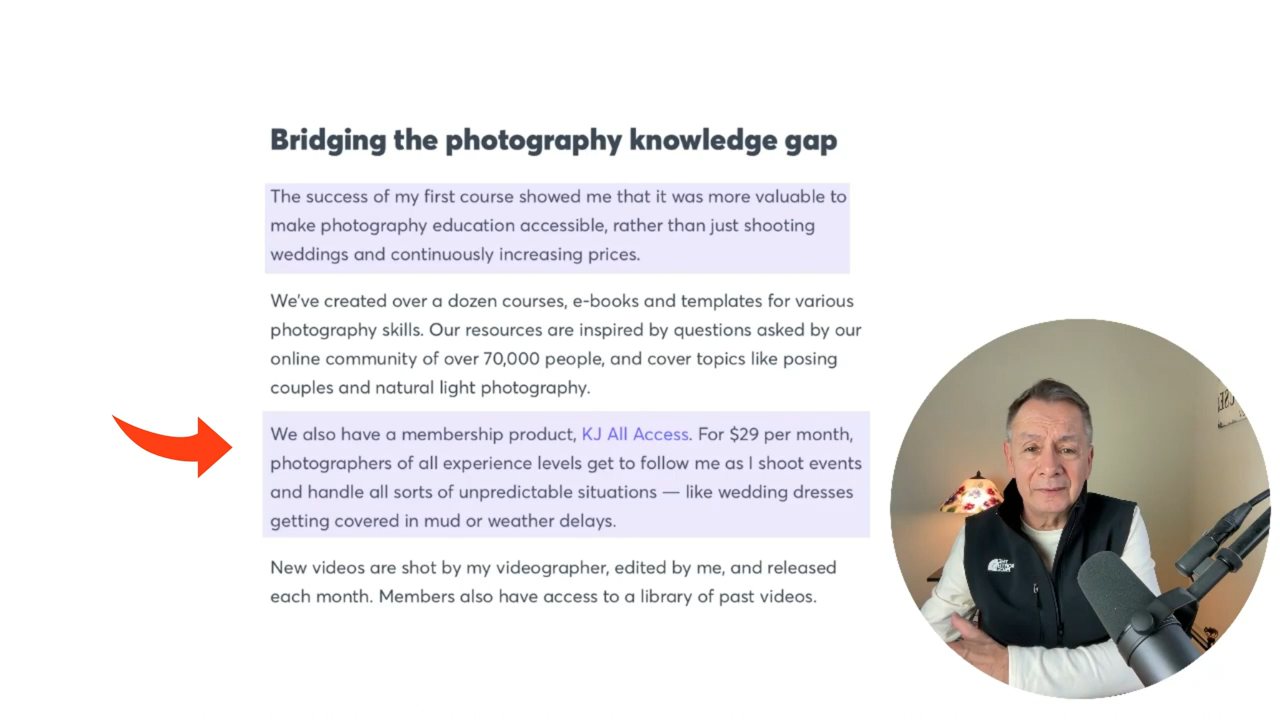 Bridging the photography knowledge gap
The success of my first course showed me that it was more valuable to
make photography education accessible, rather than just shooting
weddings and continuously increasing prices.
We've created over a dozen courses, e-books and templates for various
photography skills. Our resources are inspired by questions asked by our
online community of over 70,000 people, and cover topics like posing
couples and natural light photography.
We also have a membership product, KJ All Access. For $29 per month,
photographers of all experience levels get to follow me as I shoot events
and handle all sorts of unpredictable situations — like wedding dresses
getting covered in mud or weather delays.
New videos are shot by my videographer, edited by me, and released
each month. Members also have access to a library of past videos.